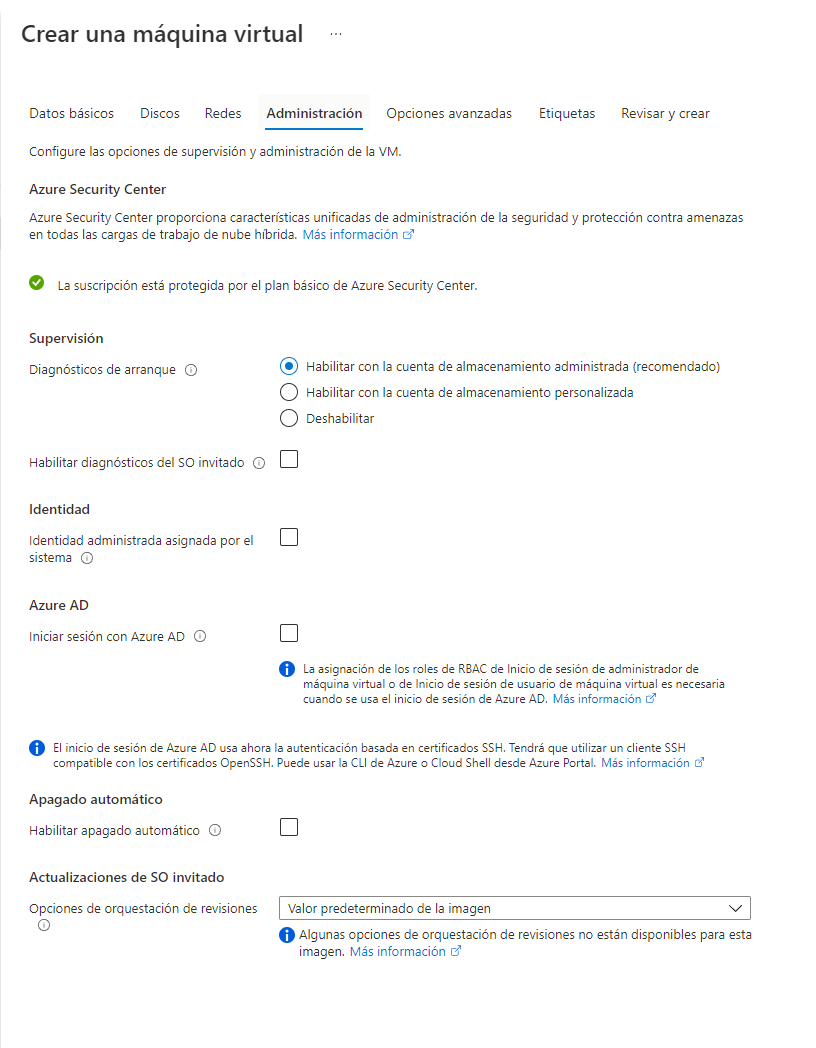 Crear una máquina virtual ...
Datos básicos Discos Redes Administración Opciones avanzadas Etiquetas Revisar y crear
Configure las opciones de supervisión y administración de la VM.
Azure Security Center
Azure Security Center proporciona características unificadas de administración de la seguridad y protección contra amenazas
en todas las cargas de trabajo de nube híbrida. Más información
La suscripción está protegida por el plan básico de Azure Security Center.
Supervisión
Diagnósticos de arranque
Habilitar con la cuenta de almacenamiento administrada (recomendado)
Habilitar con la cuenta de almacenamiento personalizada
Deshabilitar
Habilitar diagnósticos del SO invitado
Identidad
Identidad administrada asignada por el
sistema
Azure AD
Iniciar sesión con Azure AD
La asignación de los roles de RBAC de Inicio de sesión de administrador de
máquina virtual o de Inicio de sesión de usuario de máquina virtual es necesaria
cuando se usa el inicio de sesión de Azure AD. Más información
El inicio de sesión de Azure AD usa ahora la autenticación basada en certificados SSH. Tendrá que utilizar un cliente SSH
compatible con los certificados OpenSSH. Puede usar la CLI de Azure o Cloud Shell desde Azure Portal. Más información
Apagado automático
Habilitar apagado automático
Actualizaciones de SO invitado
Opciones de orquestación de revisiones
Valor predeterminado de la imagen
Algunas opciones de orquestación de revisiones no están disponibles para esta
imagen. Más información